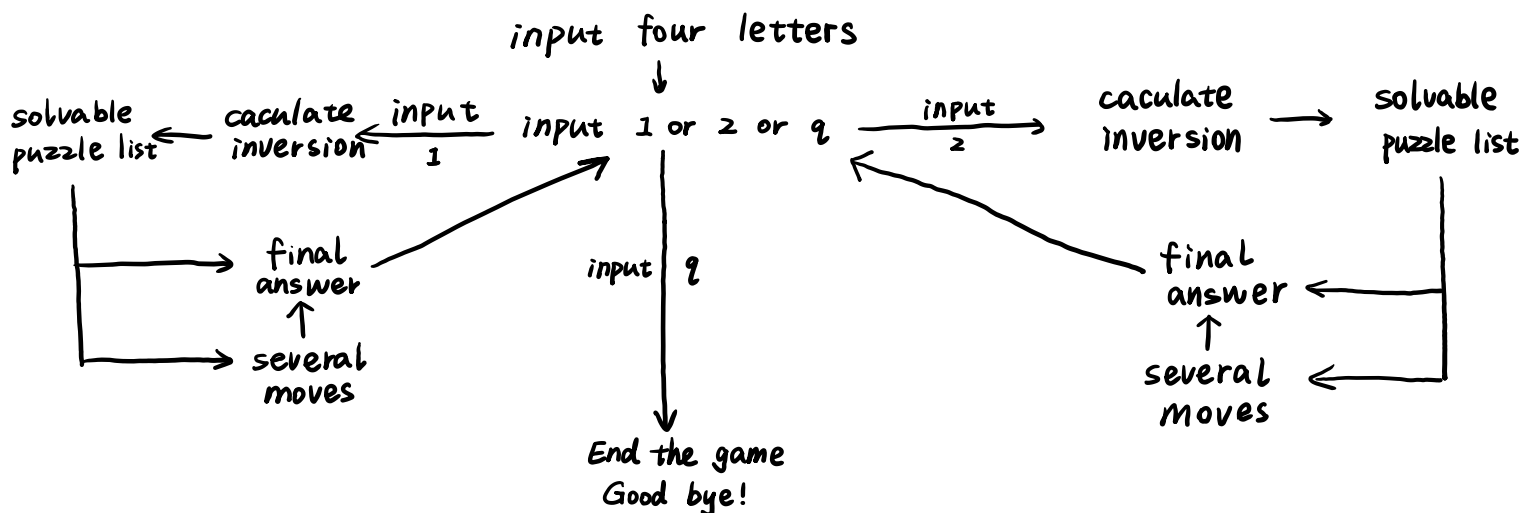 input four letters
solvable
puzzle list
caculate
inversion
input
1
input 1 or 2 or q
input
2
caculate
inversion
solvable
puzzle list
final
answer
several
moves
input q
final
answer
several
moves
End the game
Good bye!